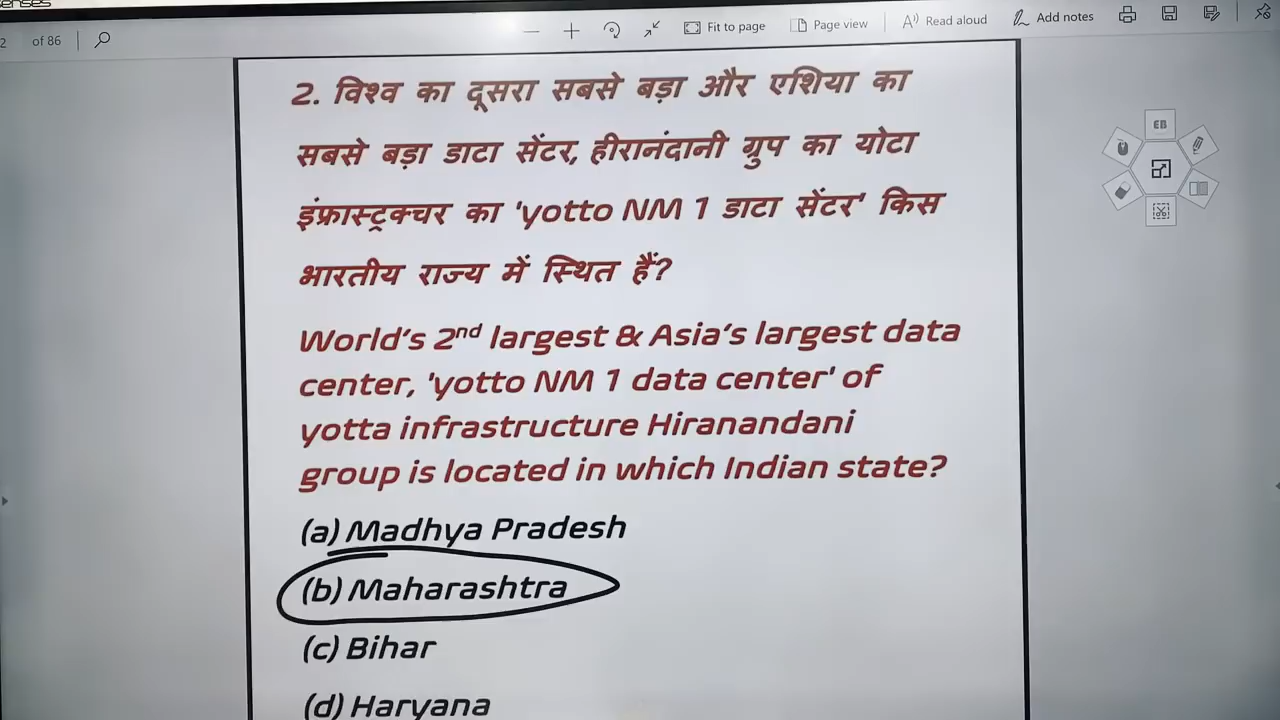 enses
2 of 86 Fit to page Page view Read aloud Add notes
EB
2. विश्व का दूसरा सबसे बड़ा और एशिया का
सबसे बड़ा डाटा सेंटर, हीरानंदानी ग्रुप का योटा
इंफ्रास्ट्रक्चर का 'yotto NM 1 डाटा सेंटर' किस
भारतीय राज्य में स्थित हैं?
World's 2nd largest & Asia's largest data
center, 'yotto NM 1 data center' of
yotta infrastructure Hiranandani
group is located in which Indian state?
(a) Madhya Pradesh
(b) Maharashtra
(c) Bihar
(d) Haryana